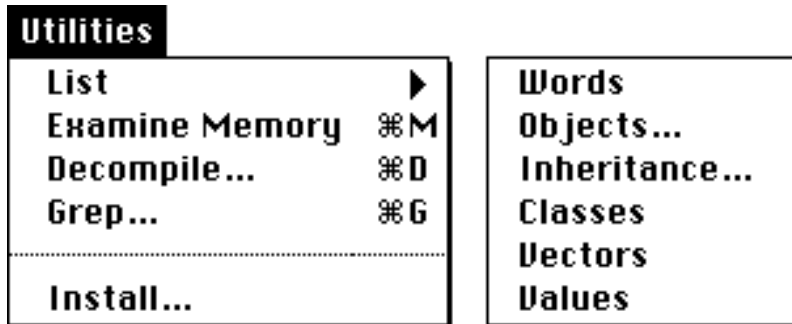 Utilities
List ▶
Examine Memory ⌘M
Decompile... ⌘D
Grep... ⌘G
Install...
Words
Objects...
Inheritance...
Classes
Vectors
Values